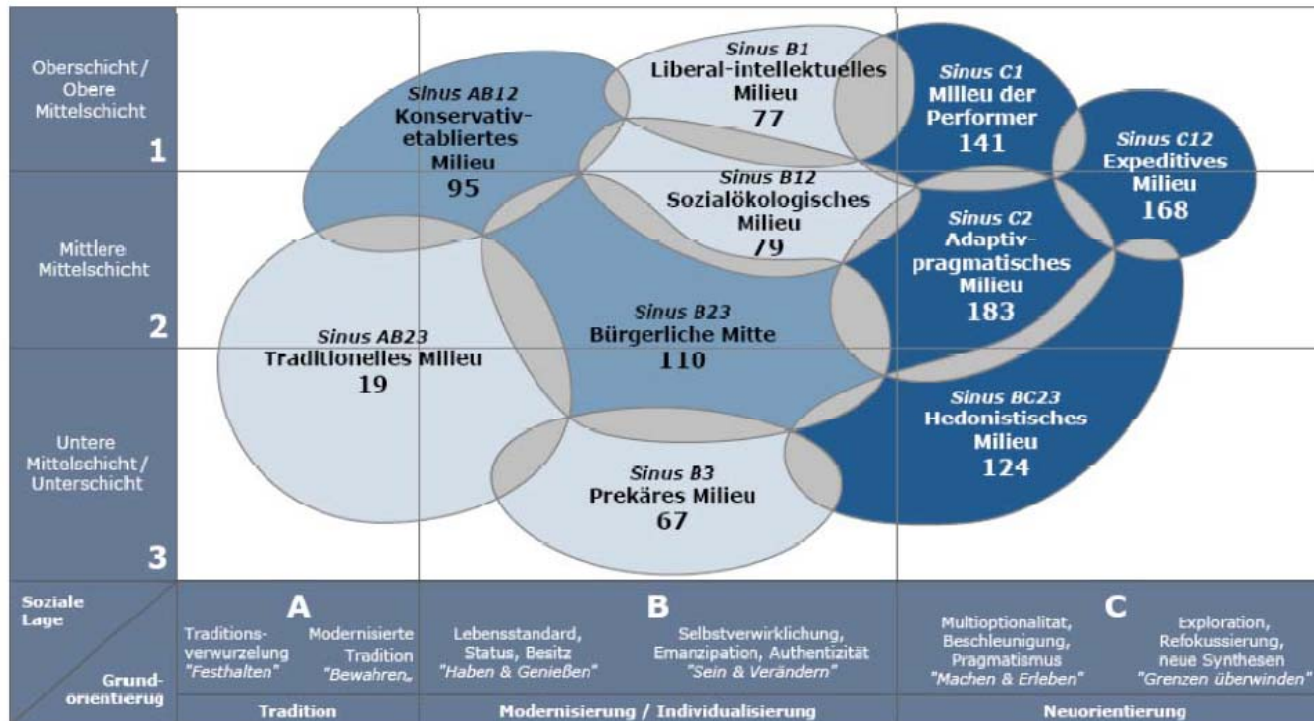 Oberschicht /
Obere
Mittelschicht
1
Mittlere
Mittelschicht
2
Untere
Mittelschicht /
Unterschicht
3
Sinus AB12
Konservativ-
etabliertes
Milieu
95
Sinus B1
Liberal-intellektuelles
Milieu
77
Sinus C1
Milieu der
Performer
141
Sinus C12
Expeditives
Milieu
168
Sinus B12
Sozialökologisches
Milieu
79
Sinus C2
Adaptiv-
pragmatisches
Milieu
183
Sinus AB23
Traditionelles Milieu
19
Sinus B23
Bürgerliche Mitte
110
Sinus BC23
Hedonistisches
Milieu
124
Sinus B3
Prekäres Milieu
67
Soziale
Lage
Grund-
orientierug
A
Traditions-
verwurzelung
"Festhalten"
Modernisierte
Tradition
"Bewahren„
B
Lebensstandard,
Status, Besitz
"Haben & Genießen"
Selbstverwirklichung,
Emanzipation, Authentizität
"Sein & Verändern"
C
Multioptionalität,
Beschleunigung,
Pragmatismus
"Machen & Erleben"
Exploration,
Refokussierung,
neue Synthesen
"Grenzen überwinden"
Tradition
Modernisierung / Individualisierung
Neuorientierung